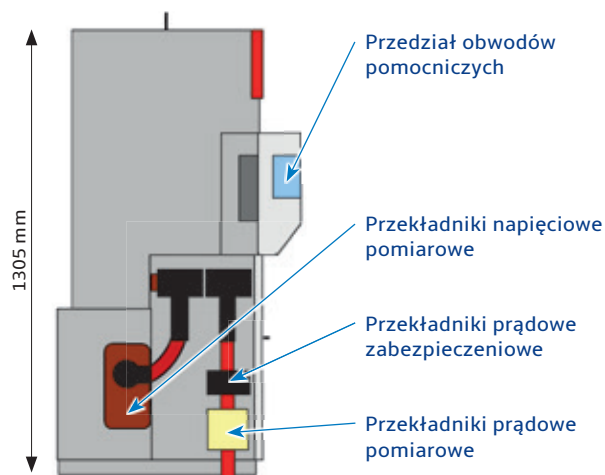 Przedział obwodów
pomocniczych
1305 mm
Przekładniki napięciowe
pomiarowe
Przekładniki prądowe
zabezpieczeniowe
Przekładniki prądowe
pomiarowe